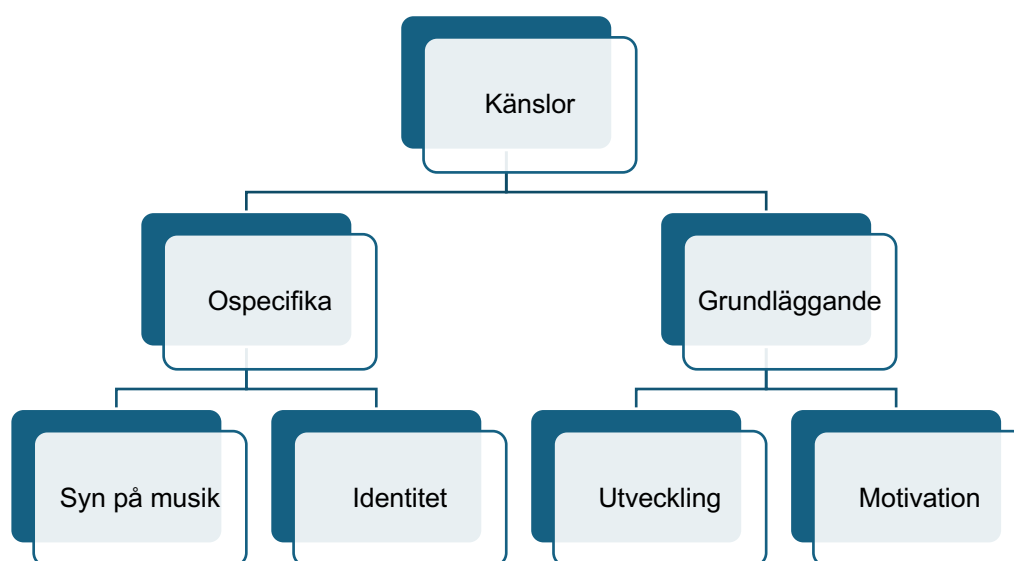 Känslor
Ospecifika
Grundläggande
Syn på musik
Identitet
Utveckling
Motivation